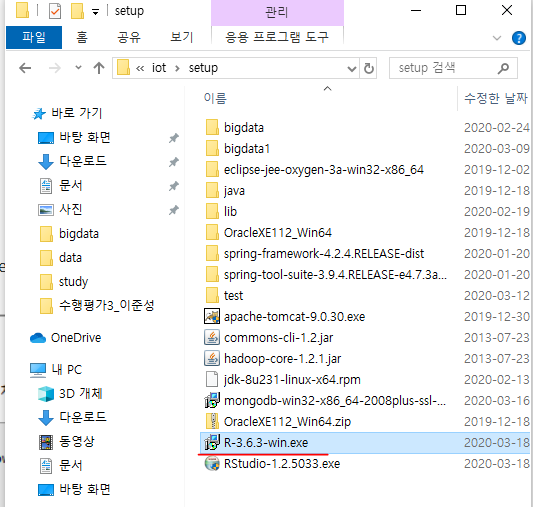 setup
관리
파일 홈 공유 보기 응용 프로그램 도구
« iot › setup
setup 검색
이름 수정한 날짜
바로 가기
바탕 화면
다운로드
문서
사진
bigdata
data
study
수행평가3_이준성
OneDrive
내 PC
3D 개체
다운로드
동영상
문서
바탕 화면
bigdata 2020-02-24
bigdata1 2020-03-09
eclipse-jee-oxygen-3a-win32-x86_64 2019-12-02
java 2019-12-18
lib 2020-02-19
OracleXE112_Win64 2019-12-18
spring-framework-4.2.4.RELEASE-dist 2020-01-20
spring-tool-suite-3.9.4.RELEASE-e4.7.3a... 2020-01-20
test 2020-03-12
apache-tomcat-9.0.30.exe 2019-12-30
commons-cli-1.2.jar 2013-07-23
hadoop-core-1.2.1.jar 2013-07-23
jdk-8u231-linux-x64.rpm 2020-02-13
mongodb-win32-x86_64-2008plus-ssl-... 2020-03-16
OracleXE112_Win64.zip 2019-12-18
R-3.6.3-win.exe 2020-03-18
RStudio-1.2.5033.exe 2020-03-18